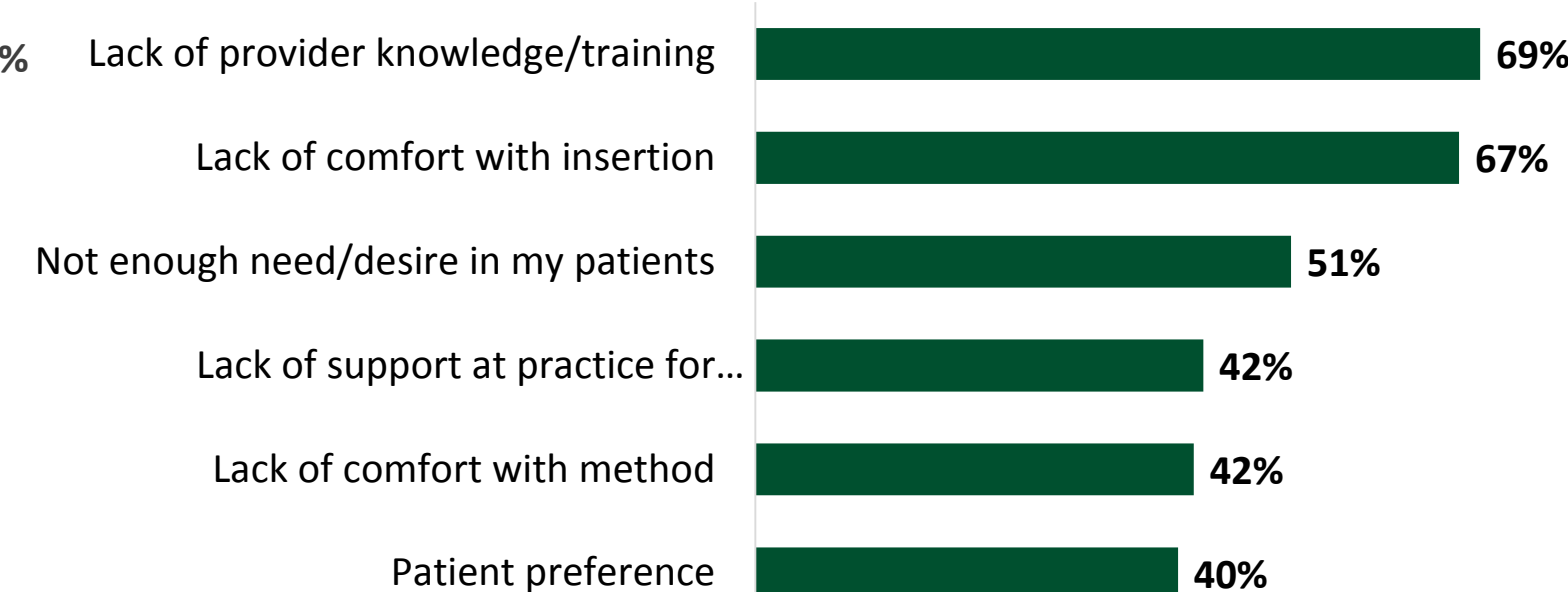 % Lack of provider knowledge/training 69%
Lack of comfort with insertion 67%
Not enough need/desire in my patients 51%
Lack of support at practice for... 42%
Lack of comfort with method 42%
Patient preference 40%